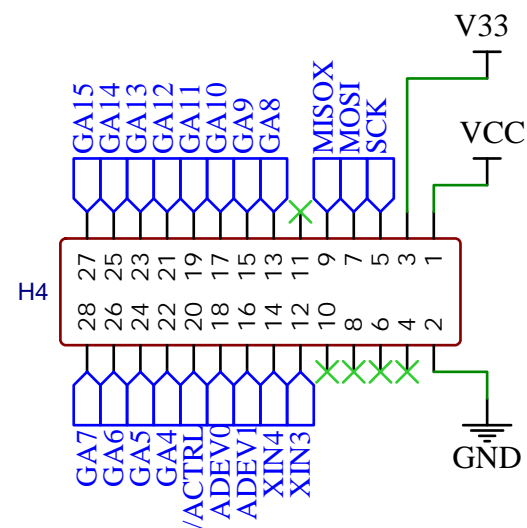 V33
VCC
GA15
GA14
GA13
GA12
GA11
GA10
GA9
GA8
MISOX
MOSI
SCK
H4
27 25 23 21 19 17 15 13 11 9 7 5 3 1
28 26 24 22 20 18 16 14 12 10 8 6 4 2
GA7
GA6
GA5
GA4
/ACTRL
ADEV0
ADEV1
XIN4
XIN3
GND